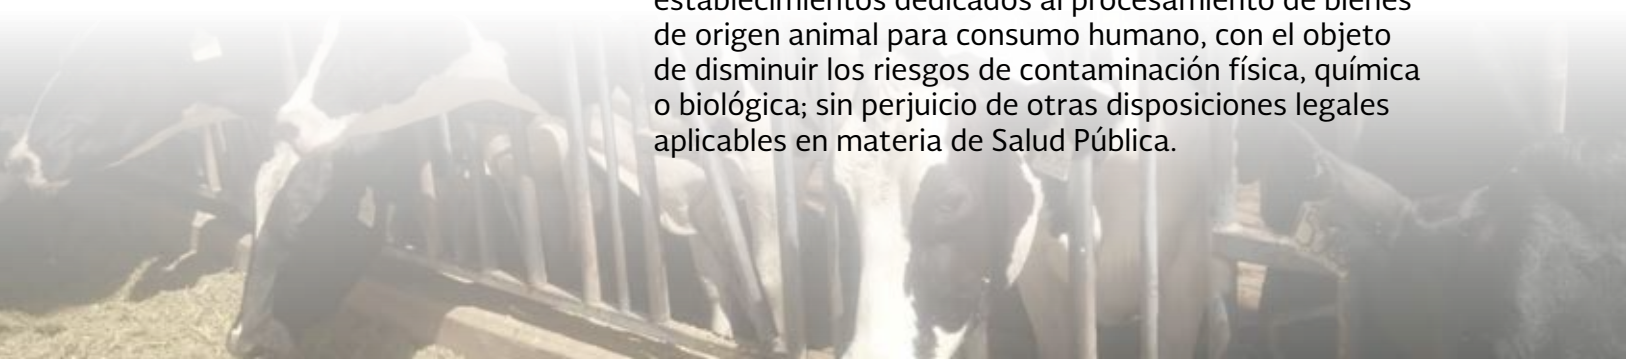 establecimientos dedicados al procesamiento de bienes
de origen animal para consumo humano, con el objeto
de disminuir los riesgos de contaminación física, química
o biológica; sin perjuicio de otras disposiciones legales
aplicables en materia de Salud Pública.